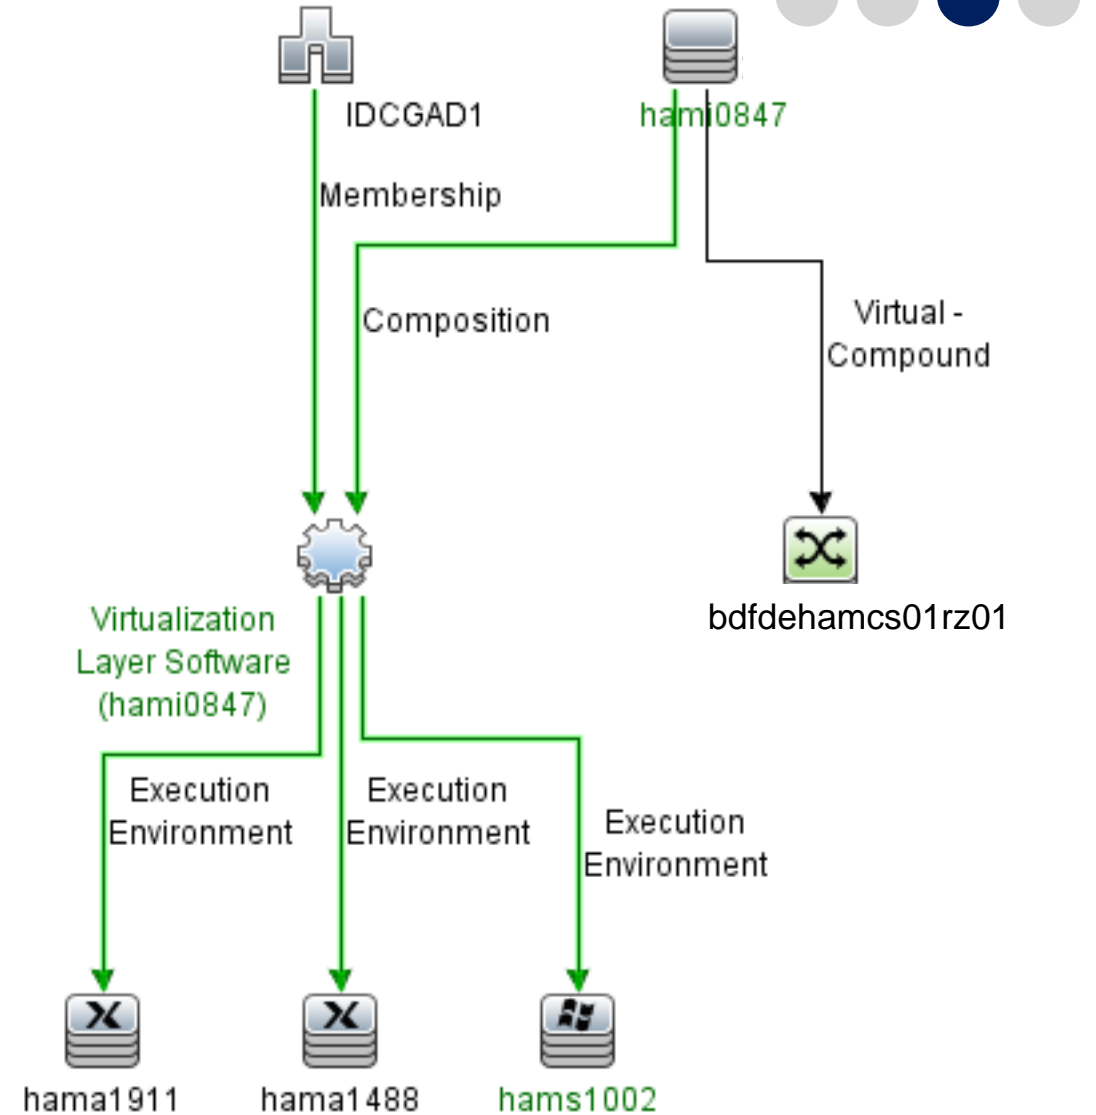 IDCGAD1
hami0847
Membership
Composition
Virtual -
Compound
bdfdehamcs01rz01
Virtualization
Layer Software
(hami0847)
Execution
Environment
Execution
Environment
Execution
Environment
hama1911
hama1488
hams1002